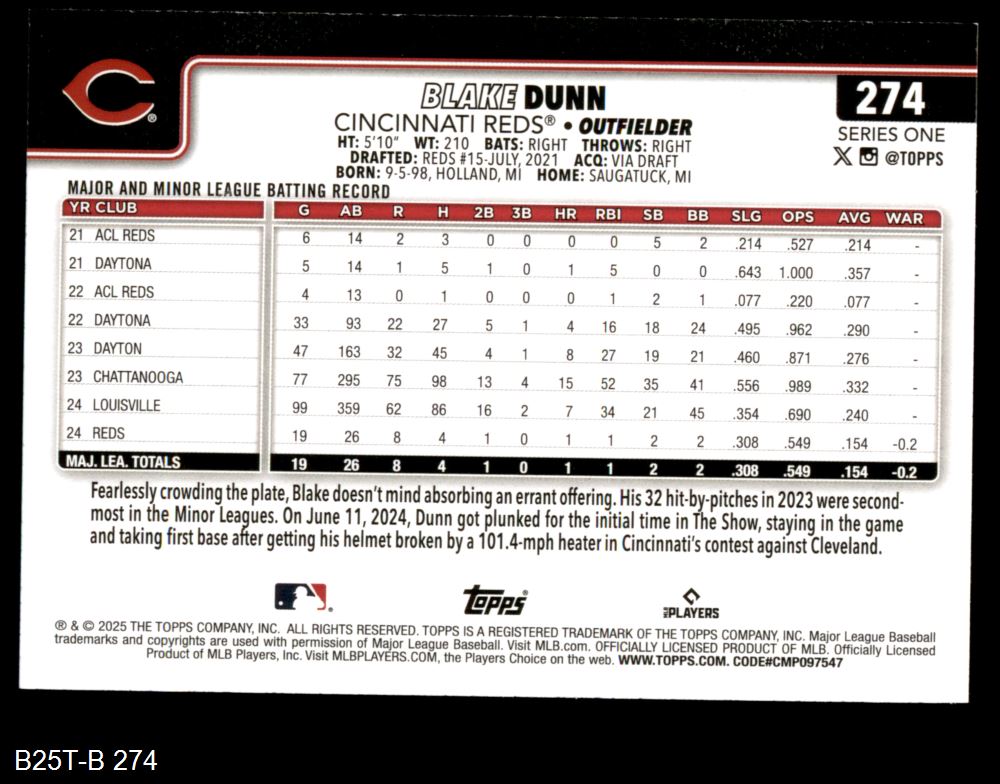 BLAKE DUNN
274
CINCINNATI REDS® • OUTFIELDER
SERIES ONE
HT: 5'10" WT: 210 BATS: RIGHT THROWS: RIGHT
@TOPPS
DRAFTED: REDS #15-JULY, 2021 ACQ: VIA DRAFT
BORN: 9-5-98, HOLLAND, MI HOME: SAUGATUCK, MI
®
MAJOR AND MINOR LEAGUE BATTING RECORD
YR CLUB G AB R H 2B 3B HR RBI SB BB SLG OPS AVG WAR
21 ACL REDS 6 14 2 3 0 0 0 0 5 2 .214 .527 .214 -
21 DAYTONA 5 14 1 5 1 0 1 5 0 0 .643 1.000 .357 -
22 ACL REDS 4 13 0 1 0 0 0 1 2 1 .077 .220 .077 -
22 DAYTONA 33 93 22 27 5 1 4 16 18 24 .495 .962 .290 -
23 DAYTON 47 163 32 45 4 1 8 27 19 21 .460 .871 .276 -
23 CHATTANOOGA 77 295 75 98 13 4 15 52 35 41 .556 .989 .332 -
24 LOUISVILLE 99 359 62 86 16 2 7 34 21 45 .354 .690 .240 -
24 REDS 19 26 8 4 1 0 1 1 2 2 .308 .549 .154 -0.2
MAJ. LEA. TOTALS 19 26 8 4 1 0 1 1 2 2 .308 .549 .154 -0.2
Fearlessly crowding the plate, Blake doesn't mind absorbing an errant offering. His 32 hit-by-pitches in 2023 were second-
most in the Minor Leagues. On June 11, 2024, Dunn got plunked for the initial time in The Show, staying in the game
and taking first base after getting his helmet broken by a 101.4-mph heater in Cincinnati's contest against Cleveland.
Topps®
MLB PLAYERS
® & © 2025 THE TOPPS COMPANY, INC. ALL RIGHTS RESERVED. TOPPS IS A REGISTERED TRADEMARK OF THE TOPPS COMPANY, INC. Major League Baseball
trademarks and copyrights are used with permission of Major League Baseball. Visit MLB.com. OFFICIALLY LICENSED PRODUCT OF MLB. Officially Licensed
Product of MLB Players, Inc. Visit MLBPLAYERS.COM, the Players Choice on the web. WWW.TOPPS.COM. CODE#CMP097547
B25T-B 274